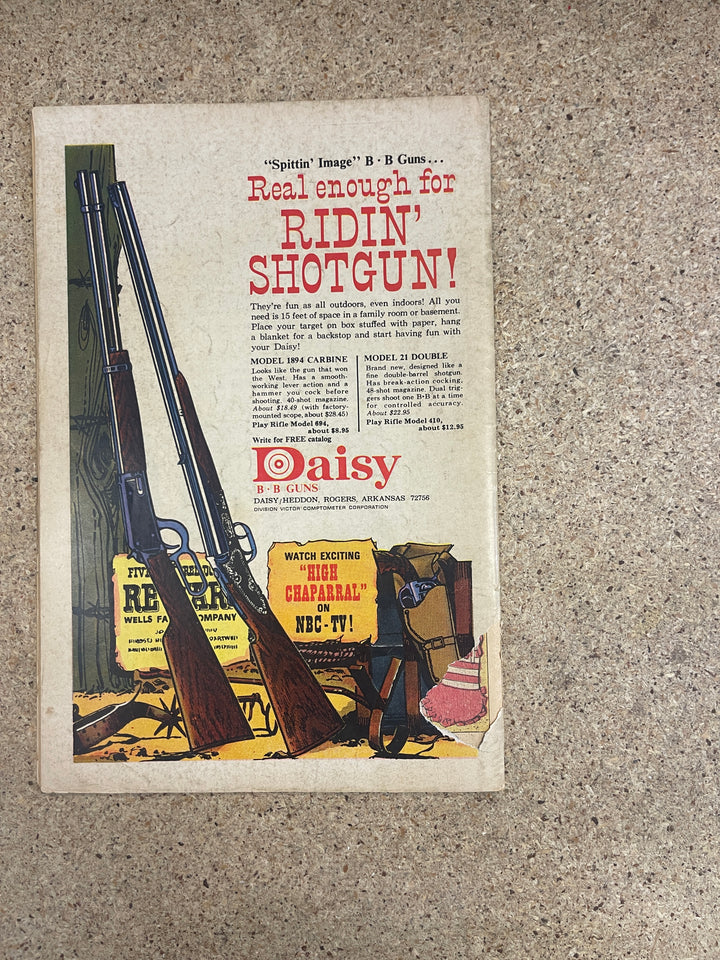 "Spittin' Image" B·B Guns...
Real enough for
RIDIN'
SHOTGUN!
They're fun as all outdoors, even indoors! All you
need is 15 feet of space in a family room or basement.
Place your target on box stuffed with paper, hang
a blanket for a backstop and start having fun with
your Daisy!
MODEL 1894 CARBINE
Looks like the gun that won
the West. Has a smooth-
working lever action and a
hammer you cock before
shooting. 40-shot magazine.
About $18.49 (with factory-
mounted scope, about $28.45)
Play Rifle Model 694,
about $8.95
Write for FREE catalog
MODEL 21 DOUBLE
Brand new, designed like a
fine double-barrel shotgun.
Has break-action cocking,
48-shot magazine. Dual trig-
gers shoot one B·B at a time
for controlled accuracy.
About $22.95
Play Rifle Model 410,
about $12.95
Daisy
B·B GUNS
DAISY/HEDDON, ROGERS, ARKANSAS 72756
DIVISION VICTOR COMPTOMETER CORPORATION
WELLS COMPANY
WATCH EXCITING
"HIGH
CHAPARRAL"
ON
NBC-TV!